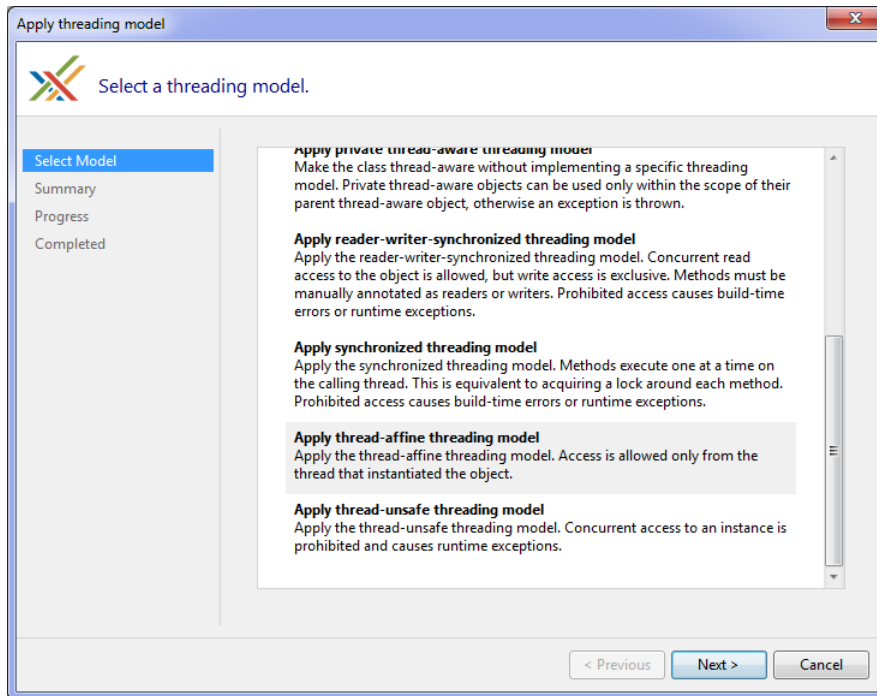 Apply threading model
Select a threading model.
Select Model
Summary
Progress
Completed
Apply private thread-aware threading model
Make the class thread-aware without implementing a specific threading
model. Private thread-aware objects can be used only within the scope of their
parent thread-aware object, otherwise an exception is thrown.
Apply reader-writer-synchronized threading model
Apply the reader-writer-synchronized threading model. Concurrent read
access to the object is allowed, but write access is exclusive. Methods must be
manually annotated as readers or writers. Prohibited access causes build-time
errors or runtime exceptions.
Apply synchronized threading model
Apply the synchronized threading model. Methods execute one at a time on
the calling thread. This is equivalent to acquiring a lock around each method.
Prohibited access causes build-time errors or runtime exceptions.
Apply thread-affine threading model
Apply the thread-affine threading model. Access is allowed only from the
thread that instantiated the object.
Apply thread-unsafe threading model
Apply the thread-unsafe threading model. Concurrent access to an instance is
prohibited and causes runtime exceptions.
< Previous
Next >
Cancel